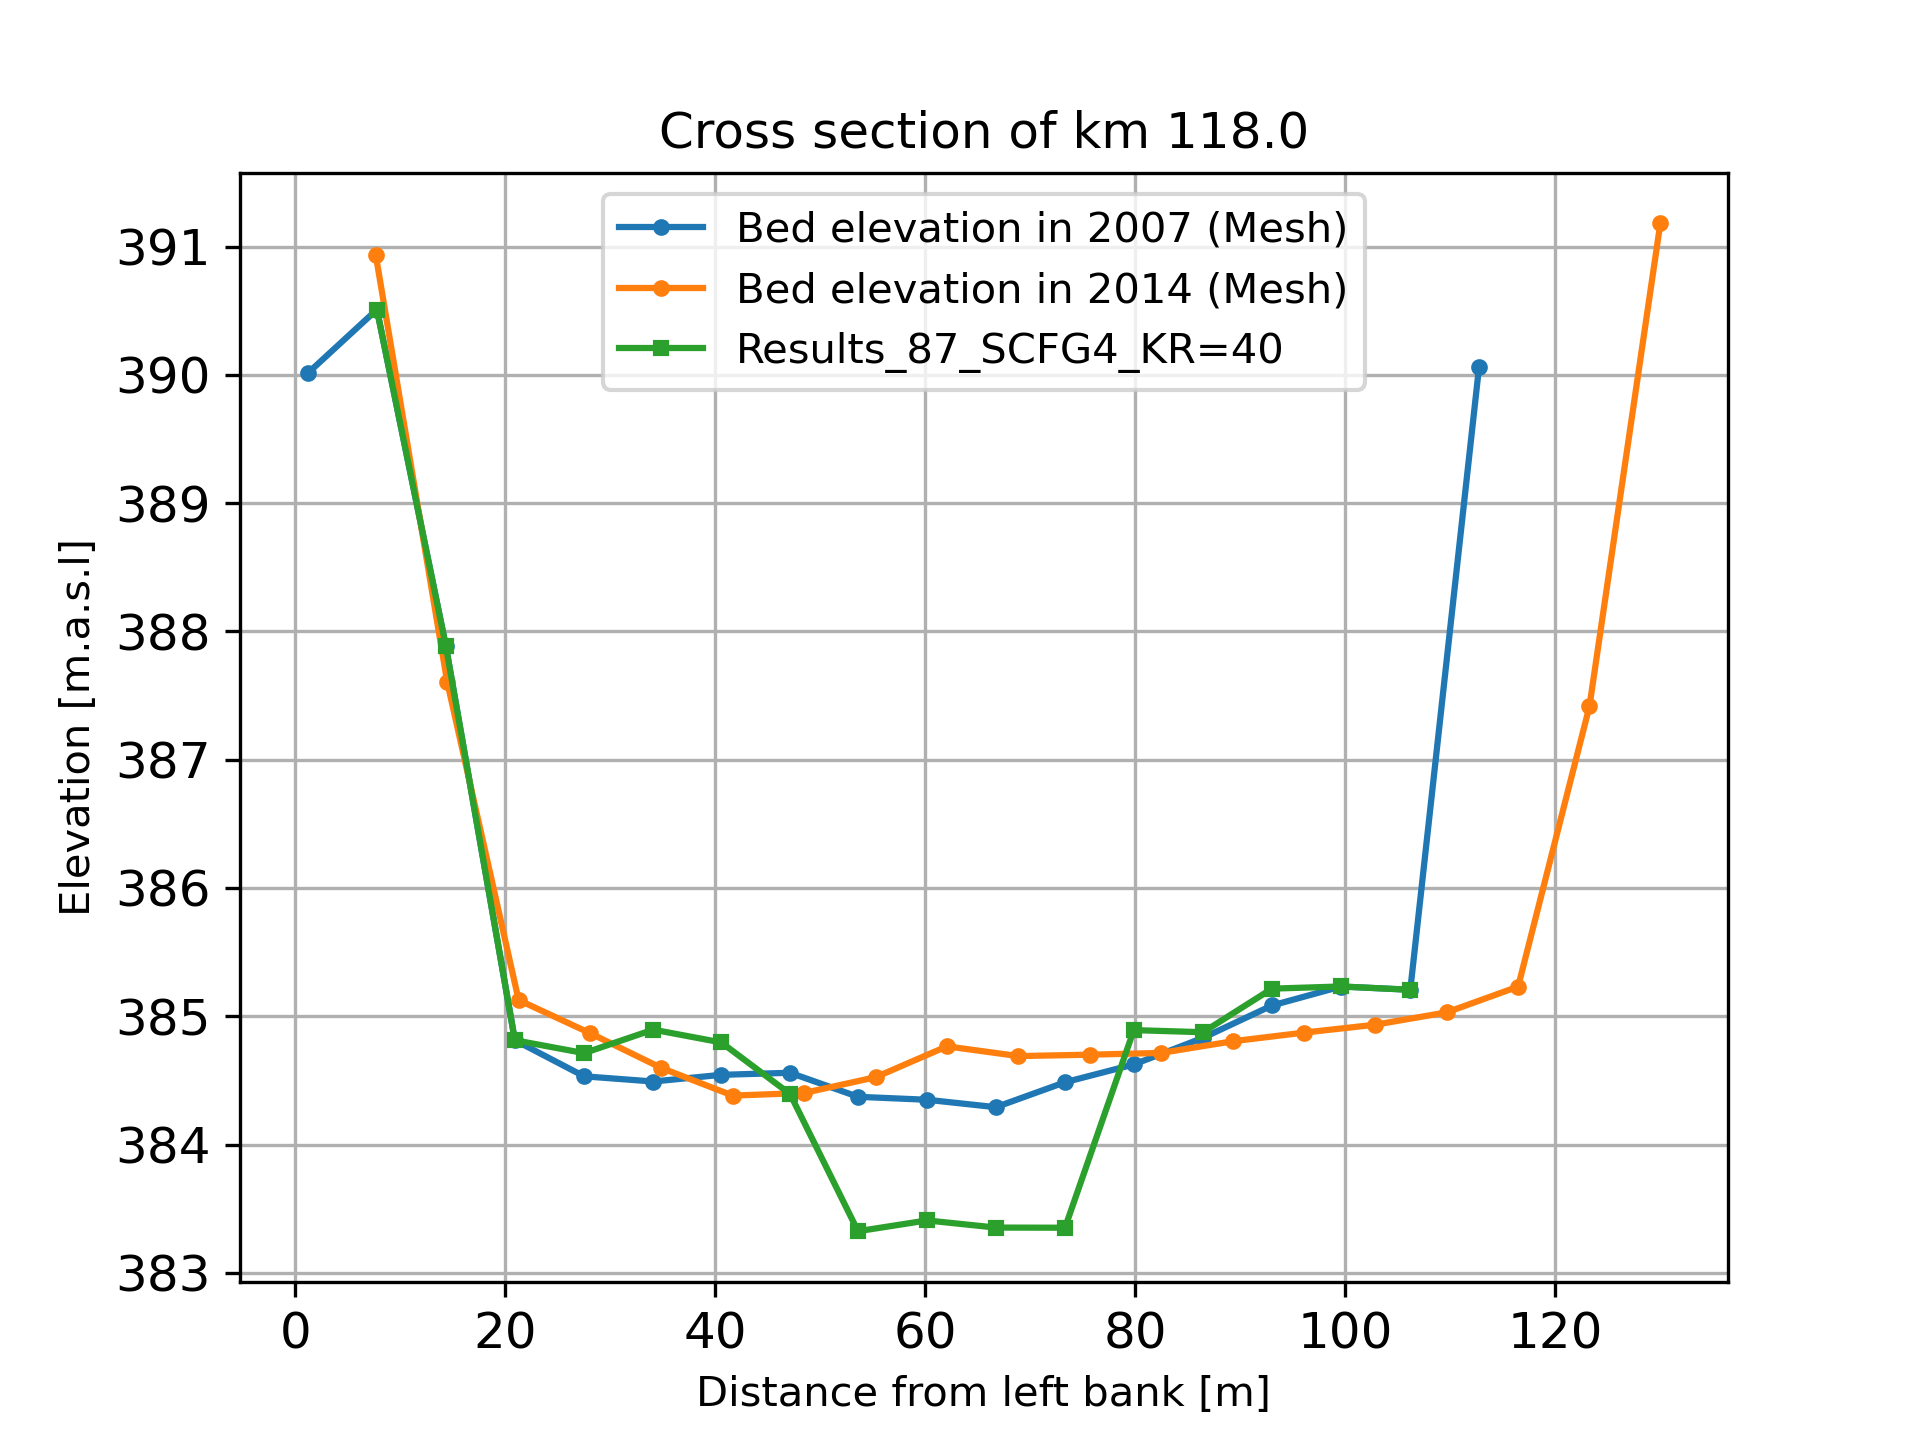 Cross section of km 118.0
Bed elevation in 2007 (Mesh)
Bed elevation in 2014 (Mesh)
Results_87_SCFG4_KR=40
391
390
389
388
387
386
385
384
383
Elevation [m.a.s.l]
0 20 40 60 80 100 120
Distance from left bank [m]